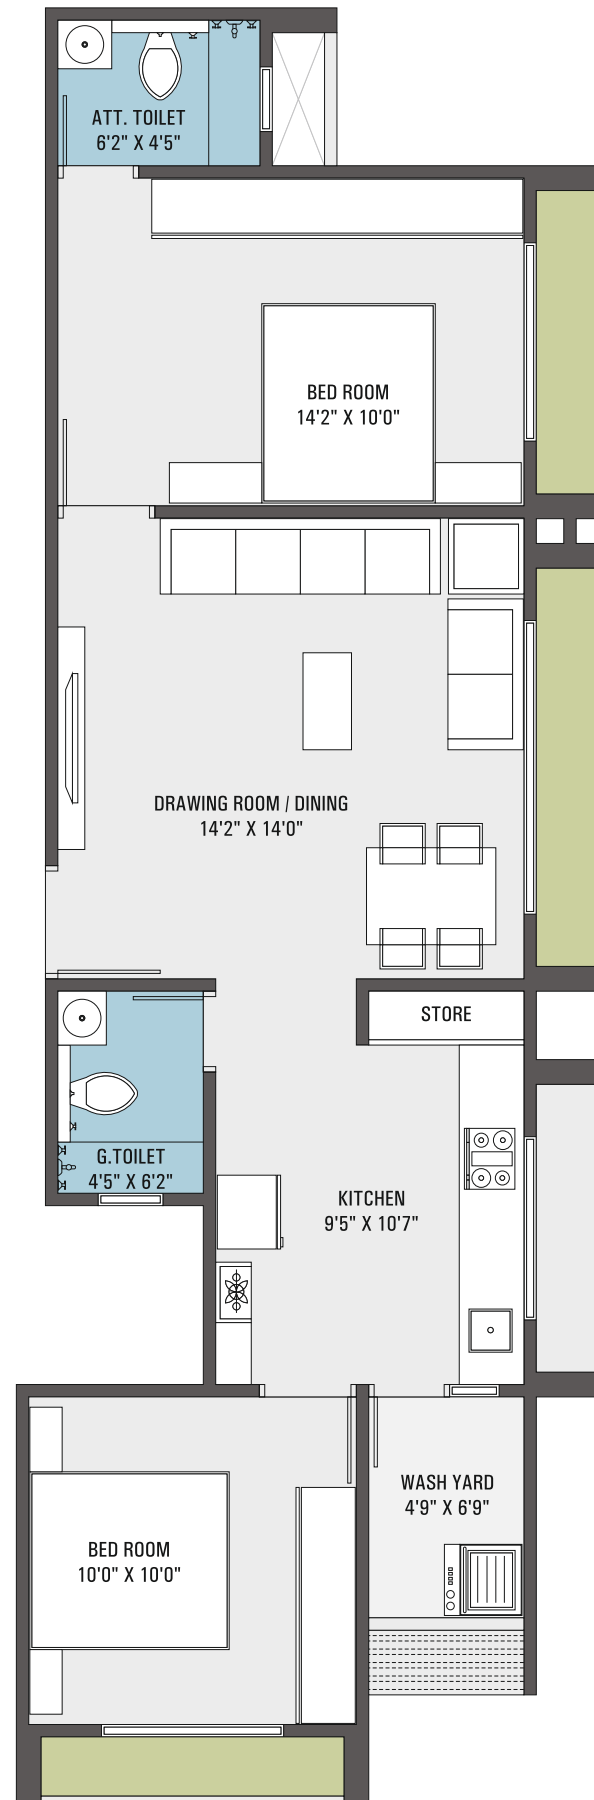 ATT. TOILET
6'2" X 4'5"
BED ROOM
14'2" X 10'0"
DRAWING ROOM / DINING
14'2" X 14'0"
STORE
G.TOILET
4'5" X 6'2"
KITCHEN
9'5" X 10'7"
WASH YARD
4'9" X 6'9"
BED ROOM
10'0" X 10'0"